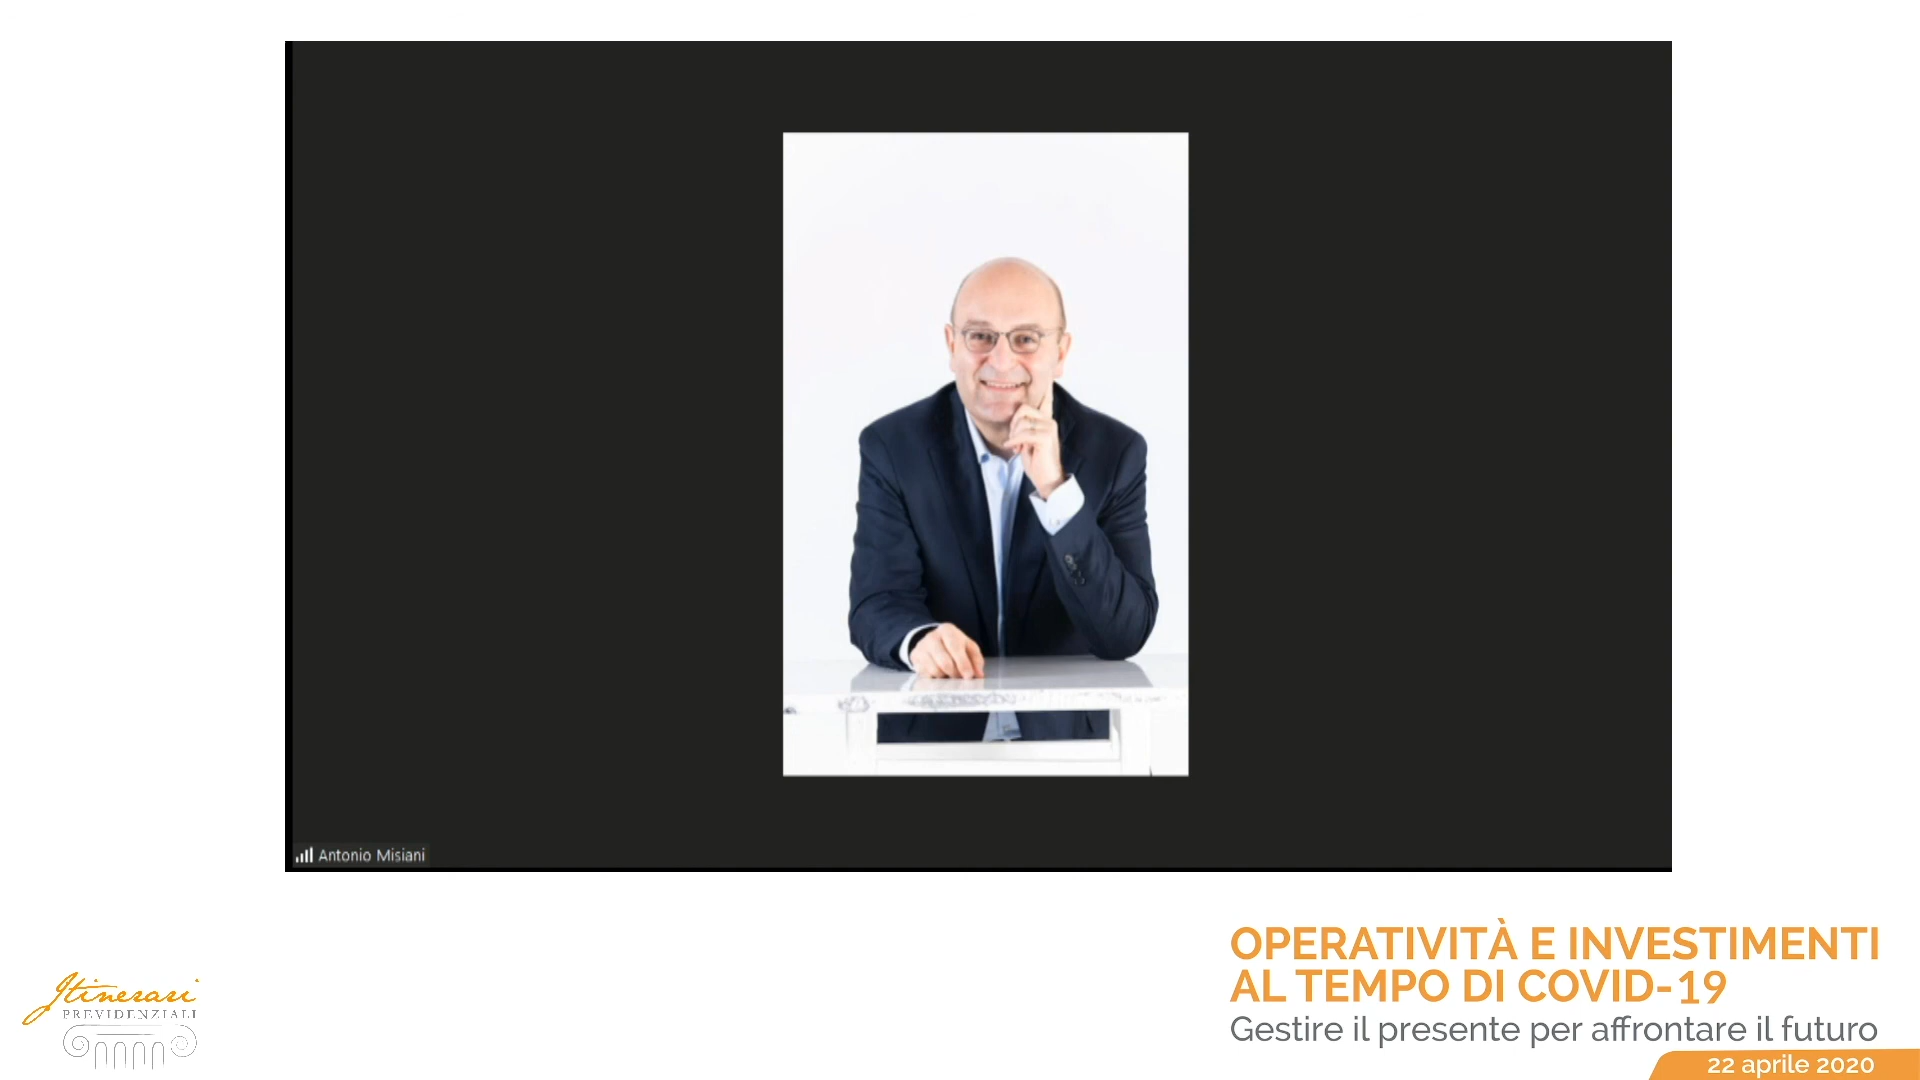 Antonio Misiani
Itinerari
PREVIDENZIALI
OPERATIVITÀ E INVESTIMENTI
AL TEMPO DI COVID-19
Gestire il presente per affrontare il futuro
22 aprile 2020